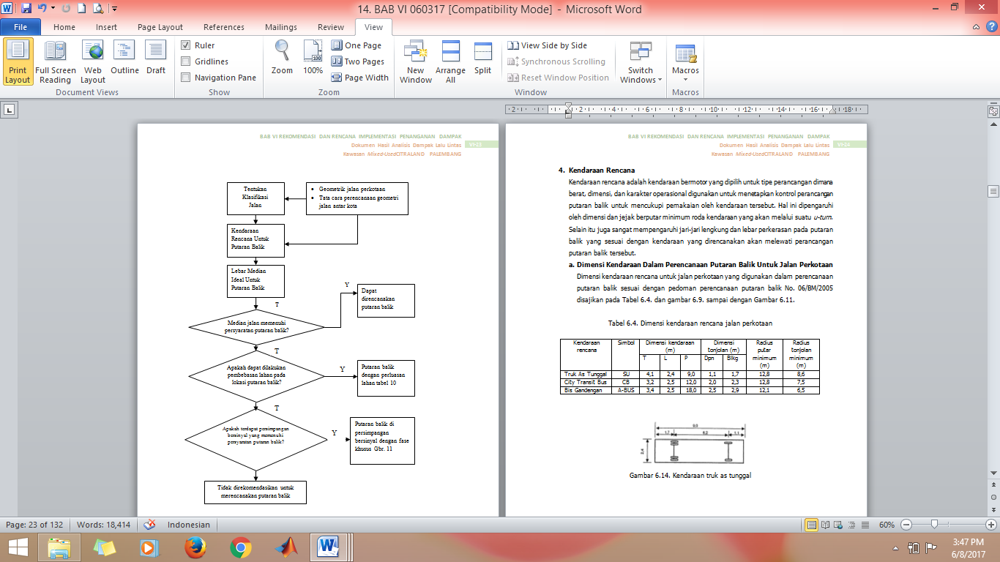 14. BAB VI 060317 [Compatibility Mode] - Microsoft Word
File Home Insert Page Layout References Mailings Review View
Print Layout
Full Screen Reading
Web Layout
Outline
Draft
Document Views
Ruler
Gridlines
Navigation Pane
Show
Zoom
100%
One Page
Two Pages
Page Width
Zoom
New Window
Arrange All
Split
View Side by Side
Synchronous Scrolling
Reset Window Position
Window
Switch Windows
Macros
Macros
2 2 4 6 8 10 12 14 16 18
BAB VI REKOMENDASI DAN RENCANA IMPLEMENTASI PENANGANAN DAMPAK
Dokumen Hasil Analisis Dampak Lalu Lintas VI-23
Kawasan Mixed-UsedCITRALAND PALEMBANG
Tentukan
Klasifikasi
Jalan
• Geometrik jalan perkotaan
• Tata cara perencanaan geometri
jalan antar kota
Kendaraan
Rencana Untuk
Putaran Balik
Lebar Median
Ideal Untuk
Putaran Balik
Y
Dapat
direncanakan
putaran balik
T
Median jalan memenuhi
persyaratan putaran balik?
T
Apakah dapat dilakukan
pembebasan lahan pada
lokasi putaran balik?
Y
Putaran balik
dengan perluasan
lahan tabel 10
T
Apakah terdapat persimpangan
bersinyal yang memenuhi
persyaratan putaran balik?
Y
Putaran balik di
persimpangan
bersinyal dengan fase
khusus Gbr. 11
Tidak direkomendasikan untuk
merencanakan putaran balik
BAB VI REKOMENDASI DAN RENCANA IMPLEMENTASI PENANGANAN DAMPAK
Dokumen Hasil Analisis Dampak Lalu Lintas VI-24
Kawasan Mixed-UsedCITRALAND PALEMBANG
4. Kendaraan Rencana
Kendaraan rencana adalah kendaraan bermotor yang dipilih untuk tipe perancangan dimana
berat, dimensi, dan karakter operasional digunakan untuk menetapkan kontrol perancangan
putaran balik untuk mencukupi pemakaian oleh kendaraan tersebut. Hal ini dipengaruhi
oleh dimensi dan jejak berputar minimum roda kendaraan yang akan melalui suatu u-turn.
Selain itu juga sangat mempengaruhi jari-jari lengkung dan lebar perkerasan pada putaran
balik yang sesuai dengan kendaraan yang direncanakan akan melewati perancangan
putaran balik tersebut.
a. Dimensi Kendaraan Dalam Perencanaan Putaran Balik Untuk Jalan Perkotaan
Dimensi kendaraan rencana untuk jalan perkotaan yang digunakan dalam perencanaan
putaran balik sesuai dengan pedoman perencanaan putaran balik No. 06/BM/2005
disajikan pada Tabel 6.4. dan gambar 6.9. sampai dengan Gambar 6.11.
Tabel 6.4. Dimensi kendaraan rencana jalan perkotaan
Kendaraan rencana
Simbol
Dimensi kendaraan (m)
Dimensi tonjolan (m)
Radius putar minimum (m)
Radius tonjolan minimum (m)
T L P Dpn Blkg
Truk As Tunggal SU 4,1 2,4 9,0 1,1 1,7 12,8 8,6
City Transit Bus CB 3,2 2,5 12,0 2,0 2,3 12,8 7,5
Bis Gandengan A-BUS 3,4 2,5 18,0 2,5 2,9 12,1 6,5
9.0
1.7 6.2 1.1
2.4
Gambar 6.14. Kendaraan truk as tunggal
Page: 23 of 132 Words: 18,414 Indonesian 60%
3:47 PM
6/8/2017